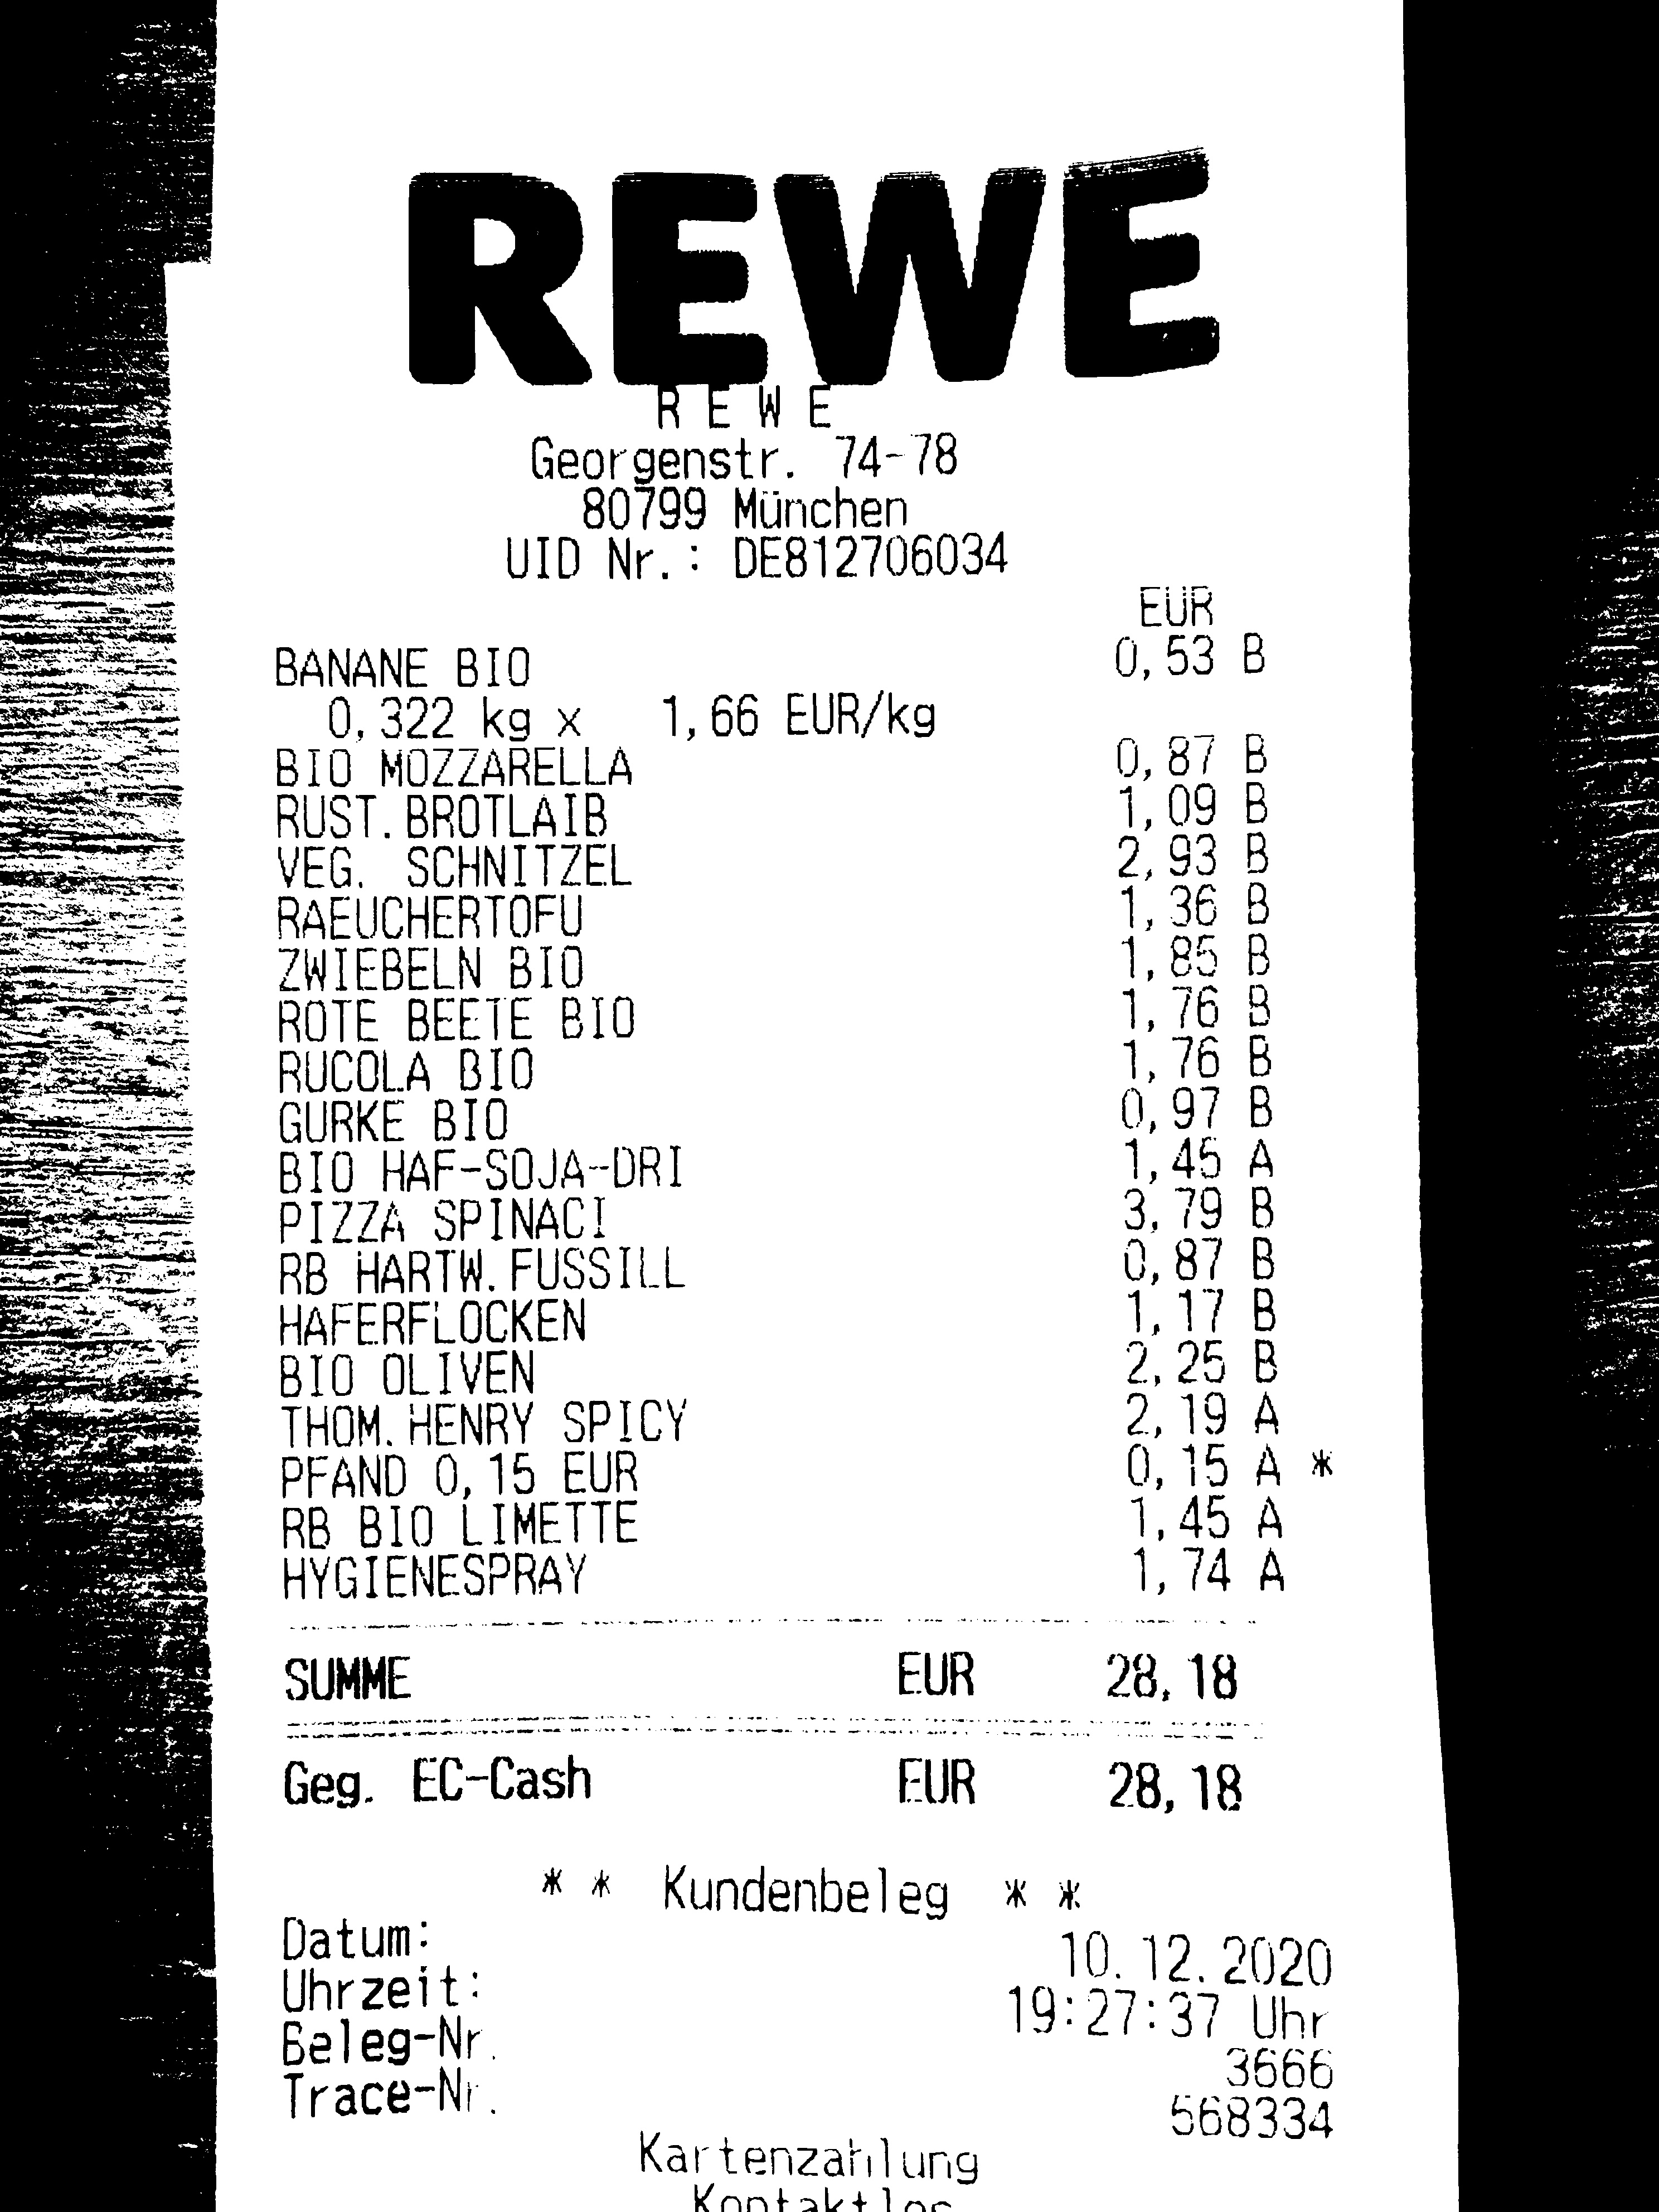 REWE
R E W E
Georgenstr. 74-78
80799 München
UID Nr.: DE812706034
EUR
BANANE BIO 0,53 B
0,322 kg x 1,66 EUR/kg
BIO MOZZARELLA 0,87 B
RUST.BROTLAIB 1,09 B
VEG. SCHNITZEL 2,93 B
RAEUCHERTOFU 1,36 B
ZWIEBELN BIO 1,85 B
ROTE BEETE BIO 1,76 B
RUCOLA BIO 1,76 B
GURKE BIO 0,97 B
BIO HAF-SOJA-DRI 1,45 A
PIZZA SPINACI 3,79 B
RB HARTW.FUSSILL 0,87 B
HAFERFLOCKEN 1,17 B
BIO OLIVEN 2,25 B
THOM.HENRY SPICY 2,19 A
PFAND 0,15 EUR 0,15 A *
RB BIO LIMETTE 1,45 A
HYGIENESPRAY 1,74 A
SUMME EUR 28,18
Geg. EC-Cash EUR 28,18
* * Kundenbeleg * *
Datum: 10.12.2020
Uhrzeit: 19:27:37 Uhr
Beleg-Nr. 3666
Trace-Nr. 568334
Kartenzahlung
Kontaktlos